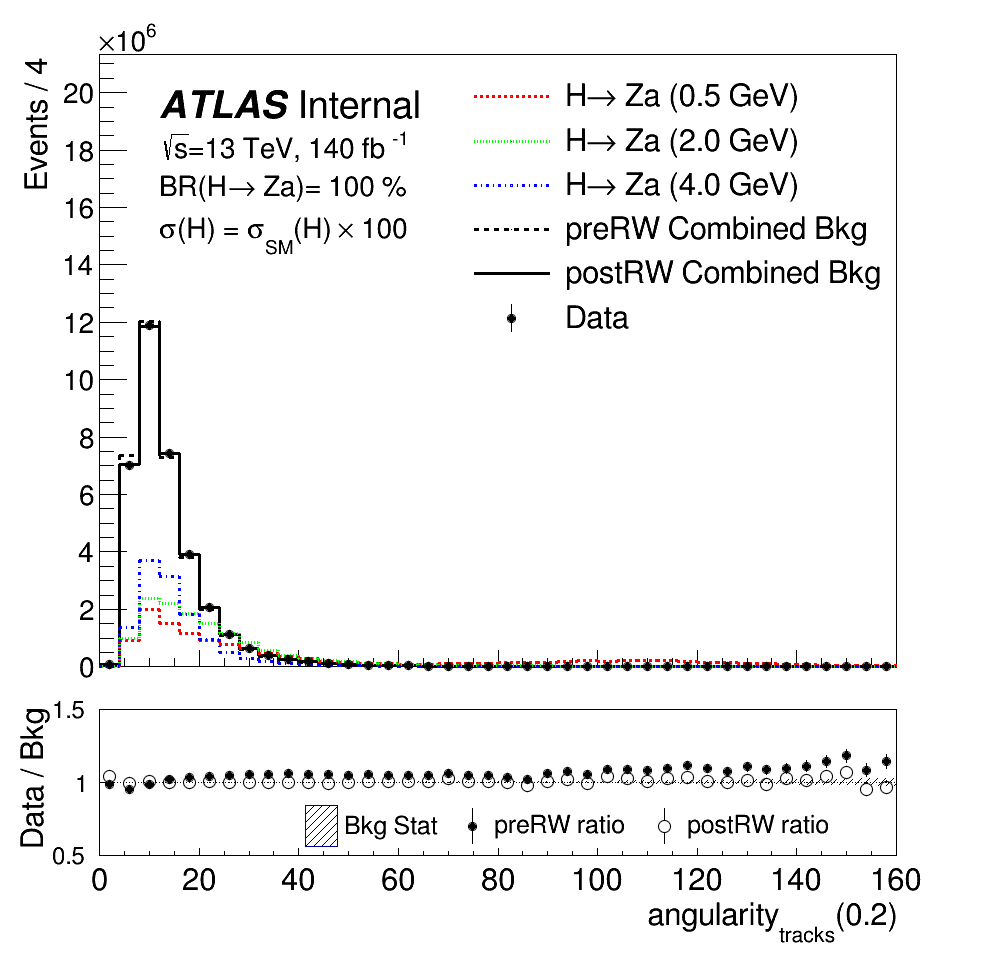 ×10⁶
Events / 4
20
18
16
14
12
10
8
6
4
2
0
ATLAS Internal
√s=13 TeV, 140 fb⁻¹
BR(H→ Za)= 100 %
σ(H) = σ_SM(H) × 100
H→ Za (0.5 GeV)
H→ Za (2.0 GeV)
H→ Za (4.0 GeV)
preRW Combined Bkg
postRW Combined Bkg
Data
Data / Bkg
1.5
1
0.5
Bkg Stat
preRW ratio
postRW ratio
0 20 40 60 80 100 120 140 160
angularity_tracks(0.2)